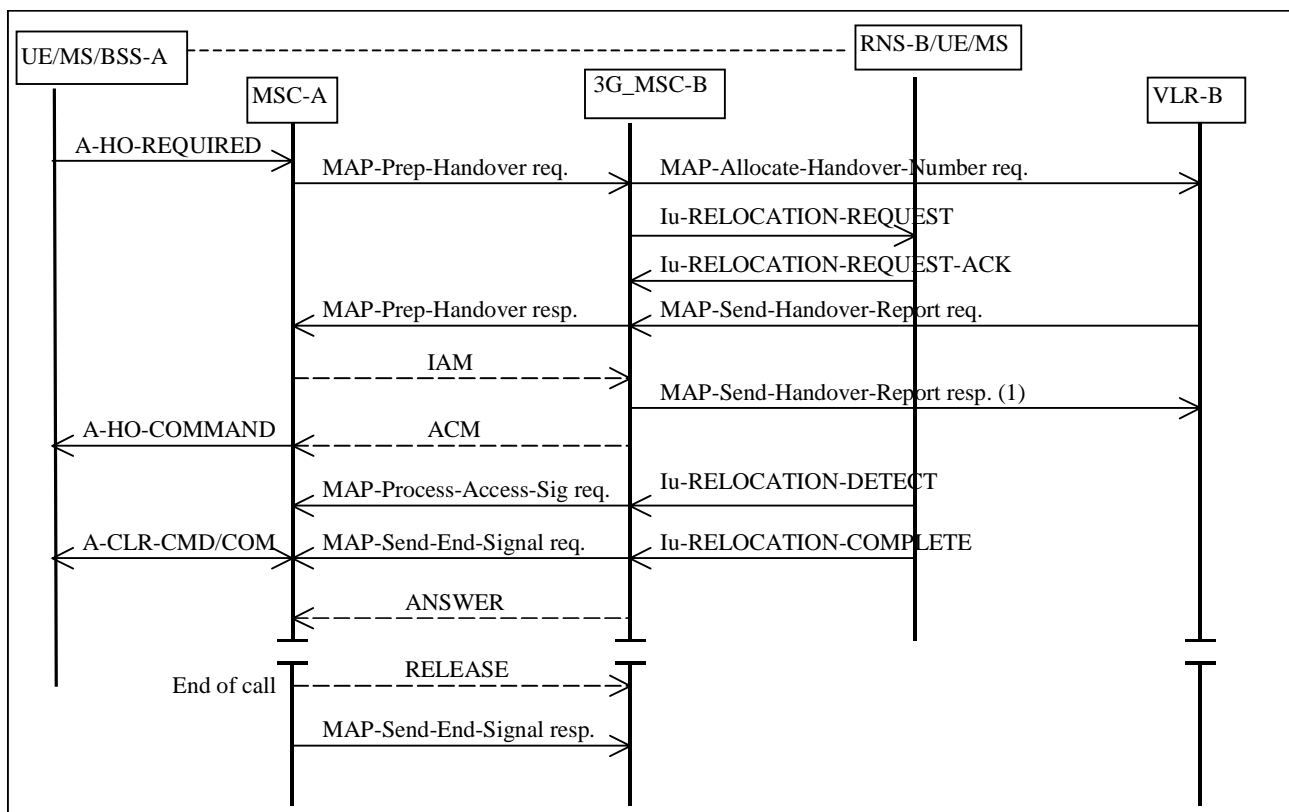 UE/MS/BSS-A
RNS-B/UE/MS
MSC-A
3G_MSC-B
VLR-B
A-HO-REQUIRED
MAP-Prep-Handover req.
MAP-Allocate-Handover-Number req.
Iu-RELOCATION-REQUEST
Iu-RELOCATION-REQUEST-ACK
MAP-Prep-Handover resp.
MAP-Send-Handover-Report req.
IAM
MAP-Send-Handover-Report resp. (1)
A-HO-COMMAND
ACM
MAP-Process-Access-Sig req.
Iu-RELOCATION-DETECT
A-CLR-CMD/COM
MAP-Send-End-Signal req.
Iu-RELOCATION-COMPLETE
ANSWER
RELEASE
End of call
MAP-Send-End-Signal resp.